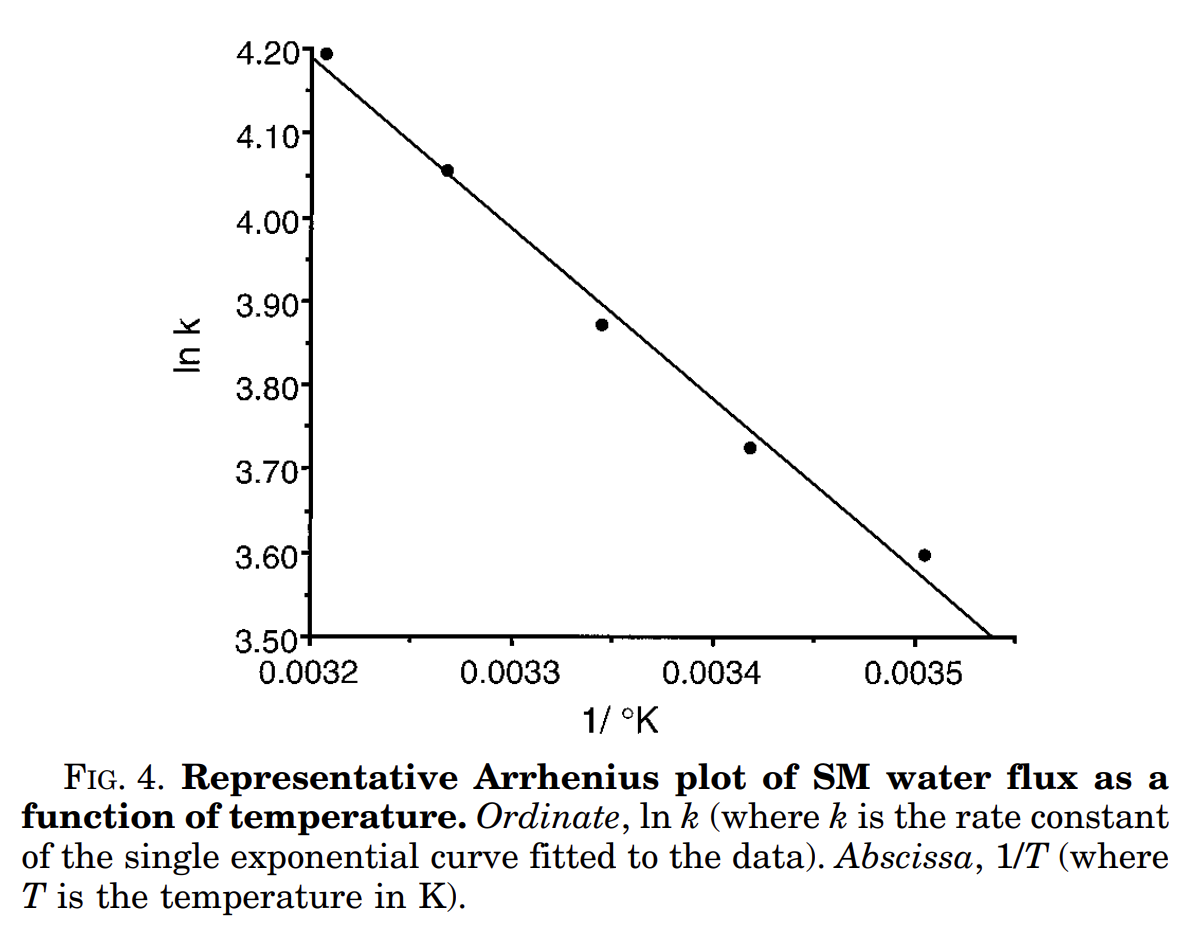 4.20
4.10
4.00
3.90
3.80
3.70
3.60
3.50
ln k
0.0032 0.0033 0.0034 0.0035
1/ °K
FIG. 4. Representative Arrhenius plot of SM water flux as a
function of temperature. Ordinate, ln k (where k is the rate constant
of the single exponential curve fitted to the data). Abscissa, 1/T (where
T is the temperature in K).